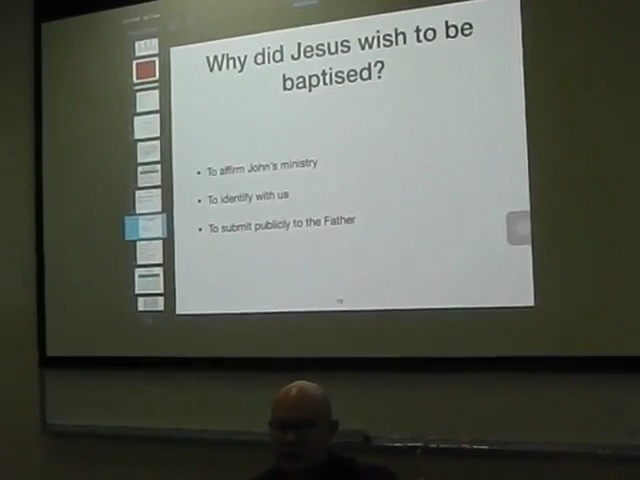 Why did Jesus wish to be
baptised?
• To affirm John's ministry
• To identify with us
• To submit publicly to the Father